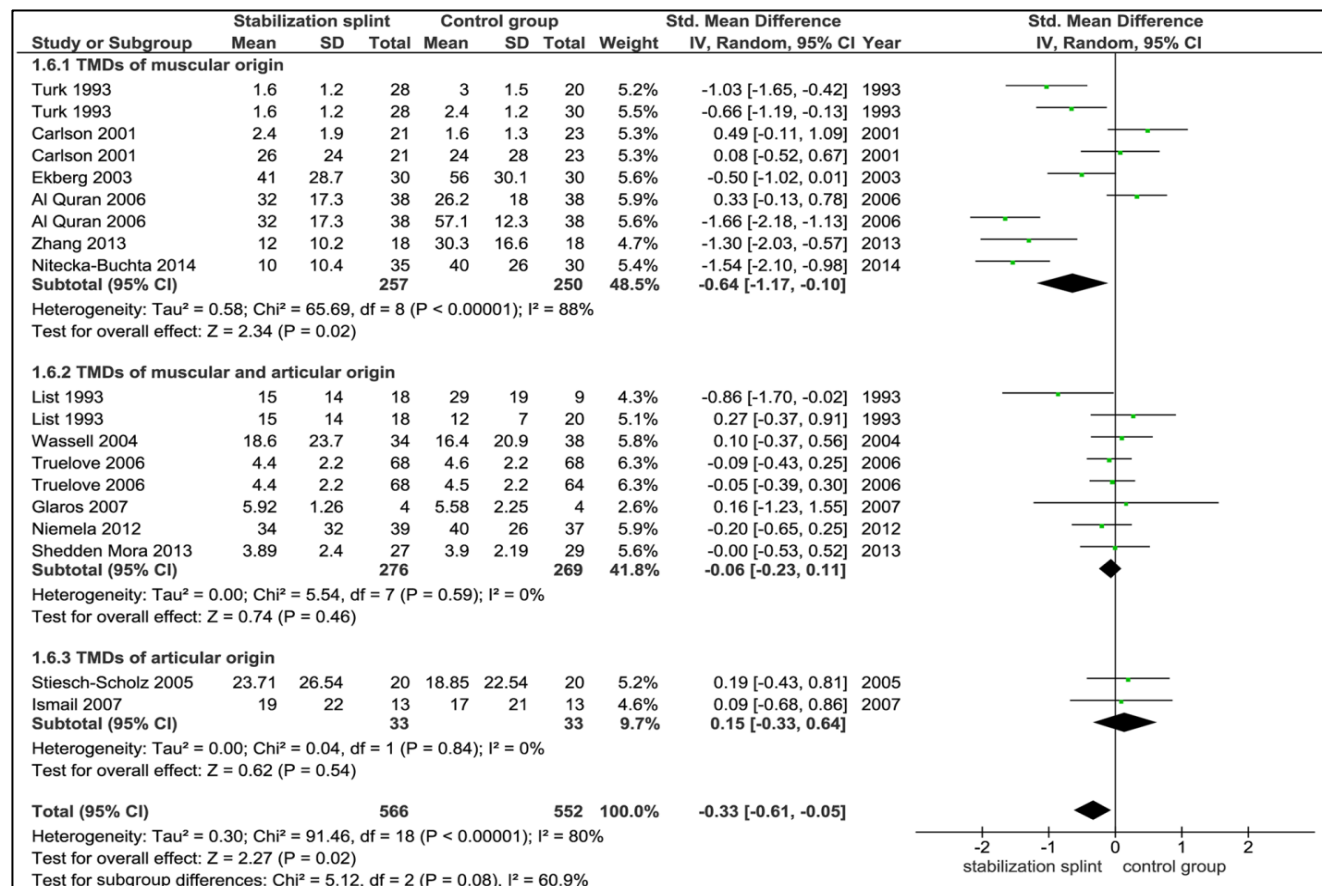 Stabilization splint Control group Std. Mean Difference Std. Mean Difference
Study or Subgroup Mean SD Total Mean SD Total Weight IV, Random, 95% CI Year IV, Random, 95% CI
1.6.1 TMDs of muscular origin
Turk 1993 1.6 1.2 28 3 1.5 20 5.2% -1.03 [-1.65, -0.42] 1993
Turk 1993 1.6 1.2 28 2.4 1.2 30 5.5% -0.66 [-1.19, -0.13] 1993
Carlson 2001 2.4 1.9 21 1.6 1.3 23 5.3% 0.49 [-0.11, 1.09] 2001
Carlson 2001 26 24 21 24 28 23 5.3% 0.08 [-0.52, 0.67] 2001
Ekberg 2003 41 28.7 30 56 30.1 30 5.6% -0.50 [-1.02, 0.01] 2003
Al Quran 2006 32 17.3 38 26.2 18 38 5.9% 0.33 [-0.13, 0.78] 2006
Al Quran 2006 32 17.3 38 57.1 12.3 38 5.6% -1.66 [-2.18, -1.13] 2006
Zhang 2013 12 10.2 18 30.3 16.6 18 4.7% -1.30 [-2.03, -0.57] 2013
Nitecka-Buchta 2014 10 10.4 35 40 26 30 5.4% -1.54 [-2.10, -0.98] 2014
Subtotal (95% CI) 257 250 48.5% -0.64 [-1.17, -0.10]
Heterogeneity: Tau² = 0.58; Chi² = 65.69, df = 8 (P < 0.00001); I² = 88%
Test for overall effect: Z = 2.34 (P = 0.02)
1.6.2 TMDs of muscular and articular origin
List 1993 15 14 18 29 19 9 4.3% -0.86 [-1.70, -0.02] 1993
List 1993 15 14 18 12 7 20 5.1% 0.27 [-0.37, 0.91] 1993
Wassell 2004 18.6 23.7 34 16.4 20.9 38 5.8% 0.10 [-0.37, 0.56] 2004
Truelove 2006 4.4 2.2 68 4.6 2.2 68 6.3% -0.09 [-0.43, 0.25] 2006
Truelove 2006 4.4 2.2 68 4.5 2.2 64 6.3% -0.05 [-0.39, 0.30] 2006
Glaros 2007 5.92 1.26 4 5.58 2.25 4 2.6% 0.16 [-1.23, 1.55] 2007
Niemela 2012 34 32 39 40 26 37 5.9% -0.20 [-0.65, 0.25] 2012
Shedden Mora 2013 3.89 2.4 27 3.9 2.19 29 5.6% -0.00 [-0.53, 0.52] 2013
Subtotal (95% CI) 276 269 41.8% -0.06 [-0.23, 0.11]
Heterogeneity: Tau² = 0.00; Chi² = 5.54, df = 7 (P = 0.59); I² = 0%
Test for overall effect: Z = 0.74 (P = 0.46)
1.6.3 TMDs of articular origin
Stiesch-Scholz 2005 23.71 26.54 20 18.85 22.54 20 5.2% 0.19 [-0.43, 0.81] 2005
Ismail 2007 19 22 13 17 21 13 4.6% 0.09 [-0.68, 0.86] 2007
Subtotal (95% CI) 33 33 9.7% 0.15 [-0.33, 0.64]
Heterogeneity: Tau² = 0.00; Chi² = 0.04, df = 1 (P = 0.84); I² = 0%
Test for overall effect: Z = 0.62 (P = 0.54)
Total (95% CI) 566 552 100.0% -0.33 [-0.61, -0.05]
Heterogeneity: Tau² = 0.30; Chi² = 91.46, df = 18 (P < 0.00001); I² = 80%
Test for overall effect: Z = 2.27 (P = 0.02)
Test for subgroup differences: Chi² = 5.12, df = 2 (P = 0.08), I² = 60.9%
-2 -1 0 1 2
stabilization splint control group